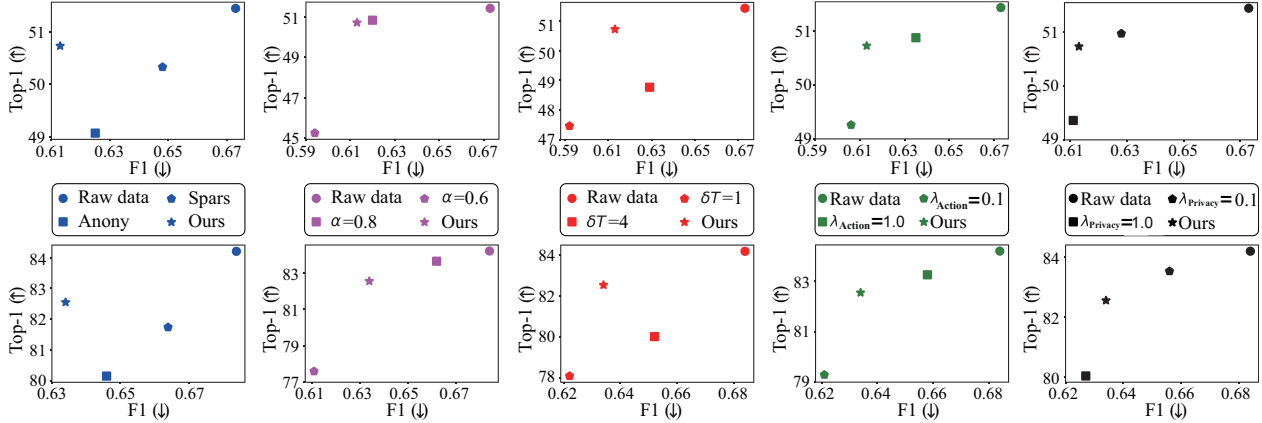 Top-1 (↑)
51
50
49
0.61 0.63 0.65 0.67
F1 (↓)
Top-1 (↑)
51
49
47
45
0.59 0.61 0.63 0.65 0.67
F1 (↓)
Top-1 (↑)
51
50
49
48
47
0.59 0.61 0.63 0.65 0.67
F1 (↓)
Top-1 (↑)
51
50
49
0.59 0.61 0.63 0.65 0.67
F1 (↓)
Top-1 (↑)
51
50
49
0.61 0.63 0.65 0.67
F1 (↓)
Raw data Spars
Anony Ours
Raw data α=0.6
α=0.8 Ours
Raw data δT=1
δT=4 Ours
Raw data λAction=0.1
λAction=1.0 Ours
Raw data λPrivacy=0.1
λPrivacy=1.0 Ours
Top-1 (↑)
84
83
82
81
80
0.63 0.65 0.67
F1 (↓)
Top-1 (↑)
83
81
79
77
0.61 0.63 0.65 0.67
F1 (↓)
Top-1 (↑)
84
82
80
78
0.62 0.64 0.66 0.68
F1 (↓)
Top-1 (↑)
83
81
79
0.62 0.64 0.66 0.68
F1 (↓)
Top-1 (↑)
84
82
80
0.62 0.64 0.66 0.68
F1 (↓)